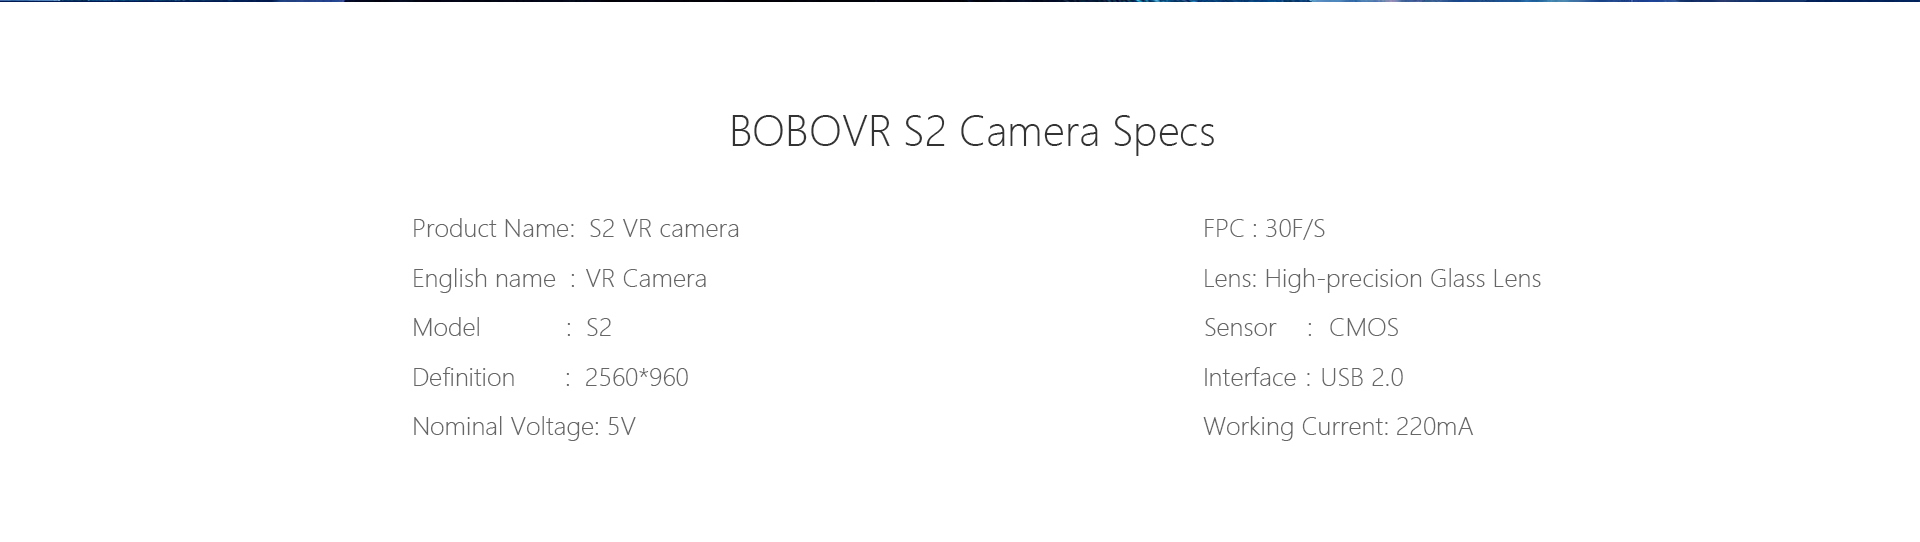 BOBOVR S2 Camera Specs
Product Name: S2 VR camera
English name : VR Camera
Model : S2
Definition : 2560*960
Nominal Voltage: 5V
FPC : 30F/S
Lens: High-precision Glass Lens
Sensor : CMOS
Interface : USB 2.0
Working Current: 220mA